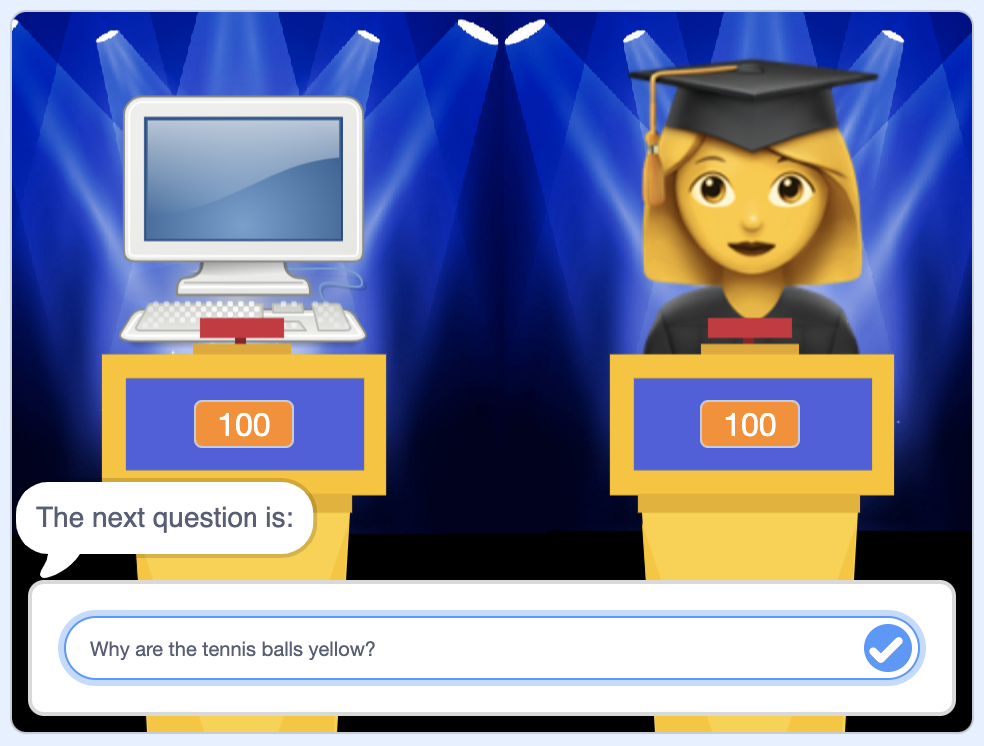 100
100
The next question is:
Why are the tennis balls yellow?